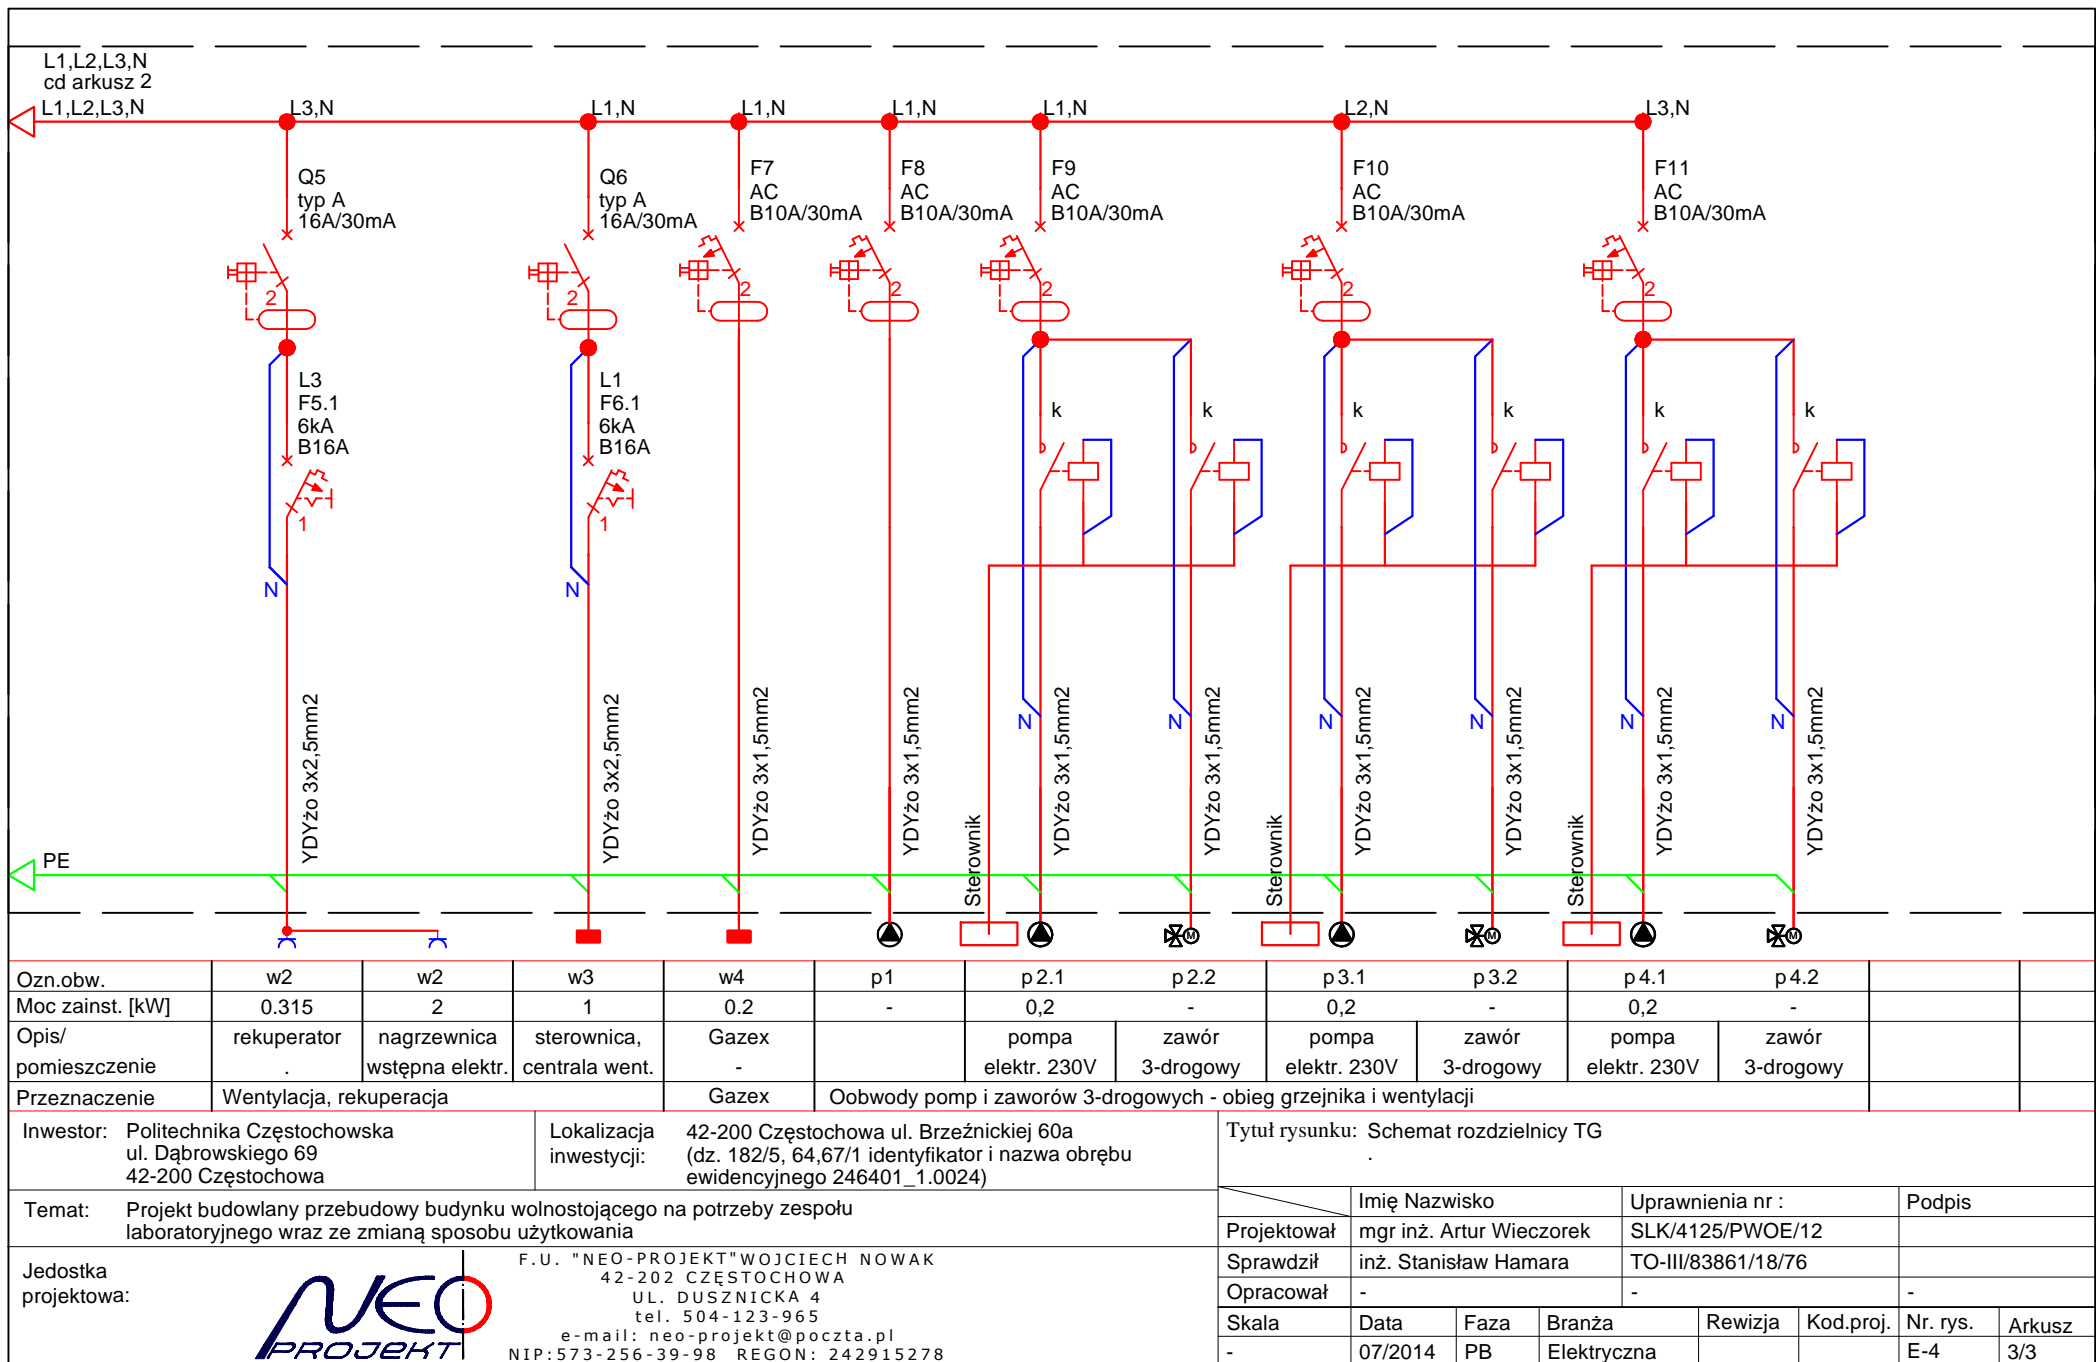 L1,L2,L3,N
cd arkusz 2
L1,L2,L3,N
L3,N
L1,N
L1,N
L1,N
L1,N
L2,N
L3,N
Q5
typ A
16A/30mA
Q6
typ A
16A/30mA
F7
AC
B10A/30mA
F8
AC
B10A/30mA
F9
AC
B10A/30mA
F10
AC
B10A/30mA
F11
AC
B10A/30mA
2
2
2
2
2
2
2
L3
F5.1
6kA
B16A
L1
F6.1
6kA
B16A
k
k
k
k
k
k
1
1
N
N
N
N
N
N
N
N
YDYżo 3x2,5mm2
YDYżo 3x2,5mm2
YDYżo 3x1,5mm2
YDYżo 3x1,5mm2
Sterownik
YDYżo 3x1,5mm2
YDYżo 3x1,5mm2
Sterownik
YDYżo 3x1,5mm2
YDYżo 3x1,5mm2
Sterownik
YDYżo 3x1,5mm2
YDYżo 3x1,5mm2
PE
M
M
M
Ozn.obw. w2 w2 w3 w4 p1 p2.1 p2.2 p3.1 p3.2 p4.1 p4.2
Moc zainst. [kW] 0.315 2 1 0.2 - 0,2 - 0,2 - 0,2 -
Opis/ rekuperator nagrzewnica sterownica, Gazex pompa zawór pompa zawór pompa zawór
pomieszczenie . wstępna elektr. centrala went. - elektr. 230V 3-drogowy elektr. 230V 3-drogowy elektr. 230V 3-drogowy
Przeznaczenie Wentylacja, rekuperacja Gazex Oobwody pomp i zaworów 3-drogowych - obieg grzejnika i wentylacji
Inwestor: Politechnika Częstochowska
ul. Dąbrowskiego 69
42-200 Częstochowa
Lokalizacja
inwestycji:
42-200 Częstochowa ul. Brzeźnickiej 60a
(dz. 182/5, 64,67/1 identyfikator i nazwa obrębu
ewidencyjnego 246401_1.0024)
Tytuł rysunku: Schemat rozdzielnicy TG
.
Temat: Projekt budowlany przebudowy budynku wolnostojącego na potrzeby zespołu
laboratoryjnego wraz ze zmianą sposobu użytkowania
Imię Nazwisko Uprawnienia nr : Podpis
Projektował mgr inż. Artur Wieczorek SLK/4125/PWOE/12
Sprawdził inż. Stanisław Hamara TO-III/83861/18/76
Opracował - - -
Skala Data Faza Branża Rewizja Kod.proj. Nr. rys. Arkusz
- 07/2014 PB Elektryczna E-4 3/3
Jedostka
projektowa:
NEO
PROJEKT
F.U. "NEO-PROJEKT"WOJCIECH NOWAK
42-202 CZĘSTOCHOWA
UL. DUSZNICKA 4
tel. 504-123-965
e-mail: neo-projekt@poczta.pl
NIP:573-256-39-98 REGON: 242915278